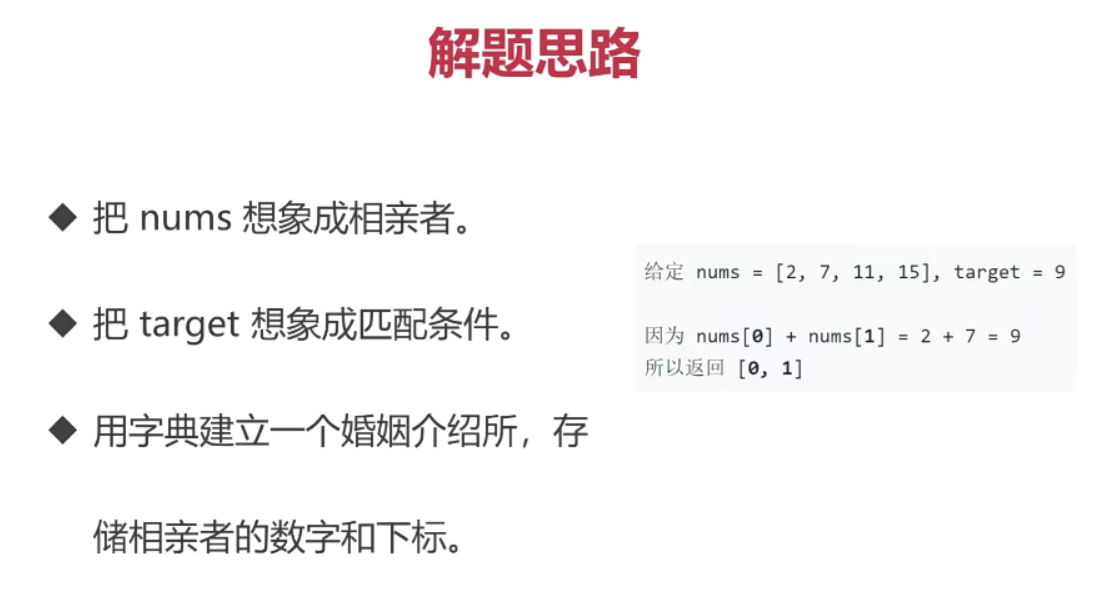 解题思路
◆ 把 nums 想象成相亲者。
◆ 把 target 想象成匹配条件。
◆ 用字典建立一个婚姻介绍所，存
储相亲者的数字和下标。
给定 nums = [2, 7, 11, 15], target = 9
因为 nums[0] + nums[1] = 2 + 7 = 9
所以返回 [0, 1]